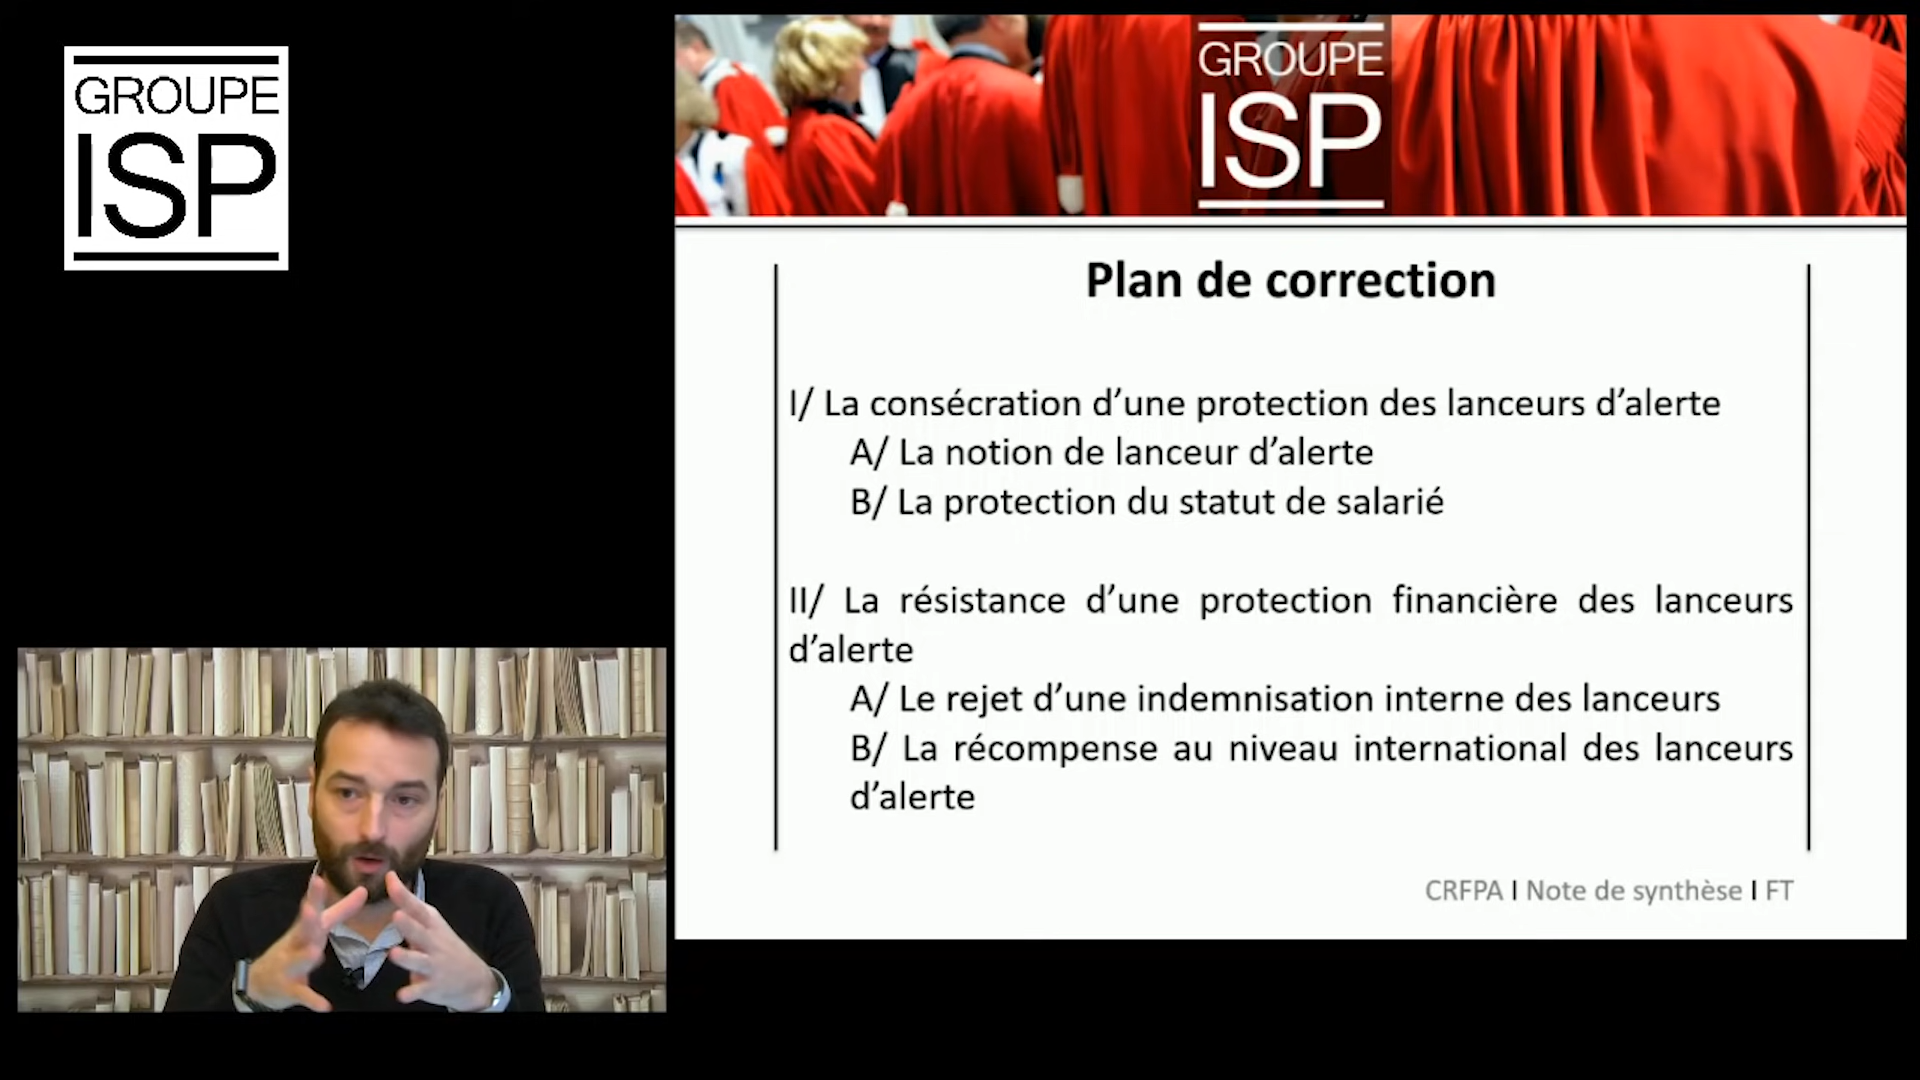 GROUPE
ISP
GROUPE
ISP
Plan de correction
I/ La consécration d’une protection des lanceurs d’alerte
A/ La notion de lanceur d’alerte
B/ La protection du statut de salarié
II/ La résistance d’une protection financière des lanceurs
d’alerte
A/ Le rejet d’une indemnisation interne des lanceurs
B/ La récompense au niveau international des lanceurs
d’alerte
CRFPA I Note de synthèse I FT